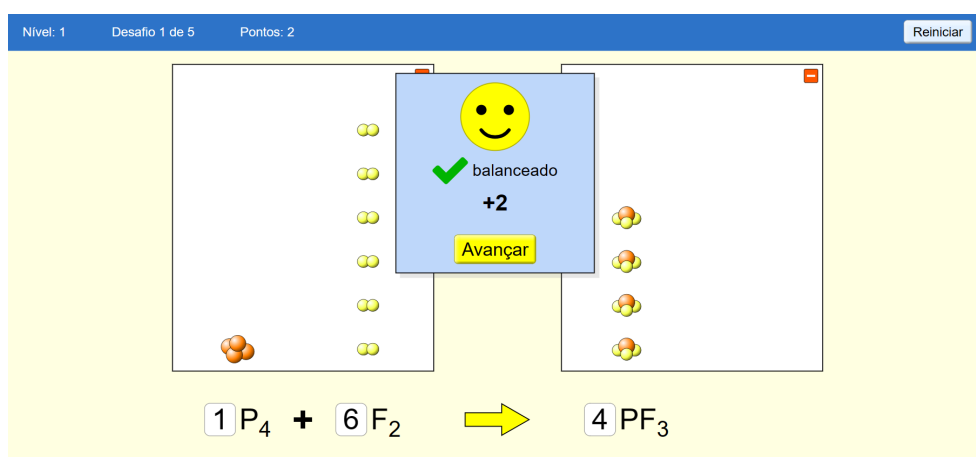 Nível: 1 Desafio 1 de 5 Pontos: 2 Reiniciar
balanceado
+2
Avançar
1 P₄ + 6 F₂ 4 PF₃